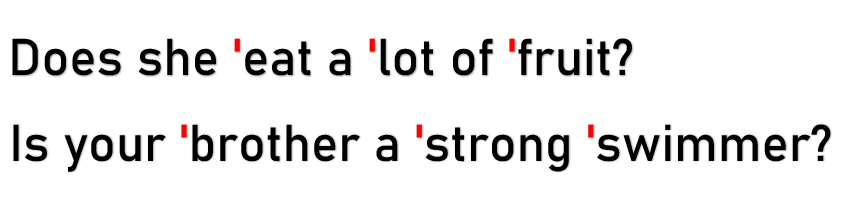 Does she 'eat a 'lot of 'fruit?
Is your 'brother a 'strong 'swimmer?